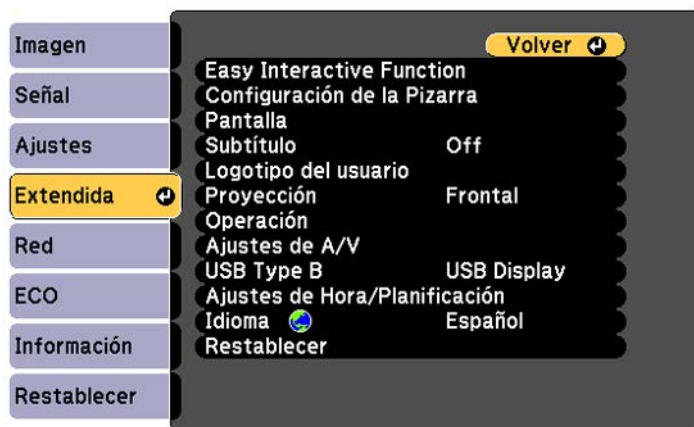 Imagen
Señal
Ajustes
Extendida
Red
ECO
Información
Restablecer
Volver
Easy Interactive Function
Configuración de la Pizarra
Pantalla
Subtítulo Off
Logotipo del usuario
Proyección Frontal
Operación
Ajustes de A/V
USB Type B USB Display
Ajustes de Hora/Planificación
Idioma Español
Restablecer